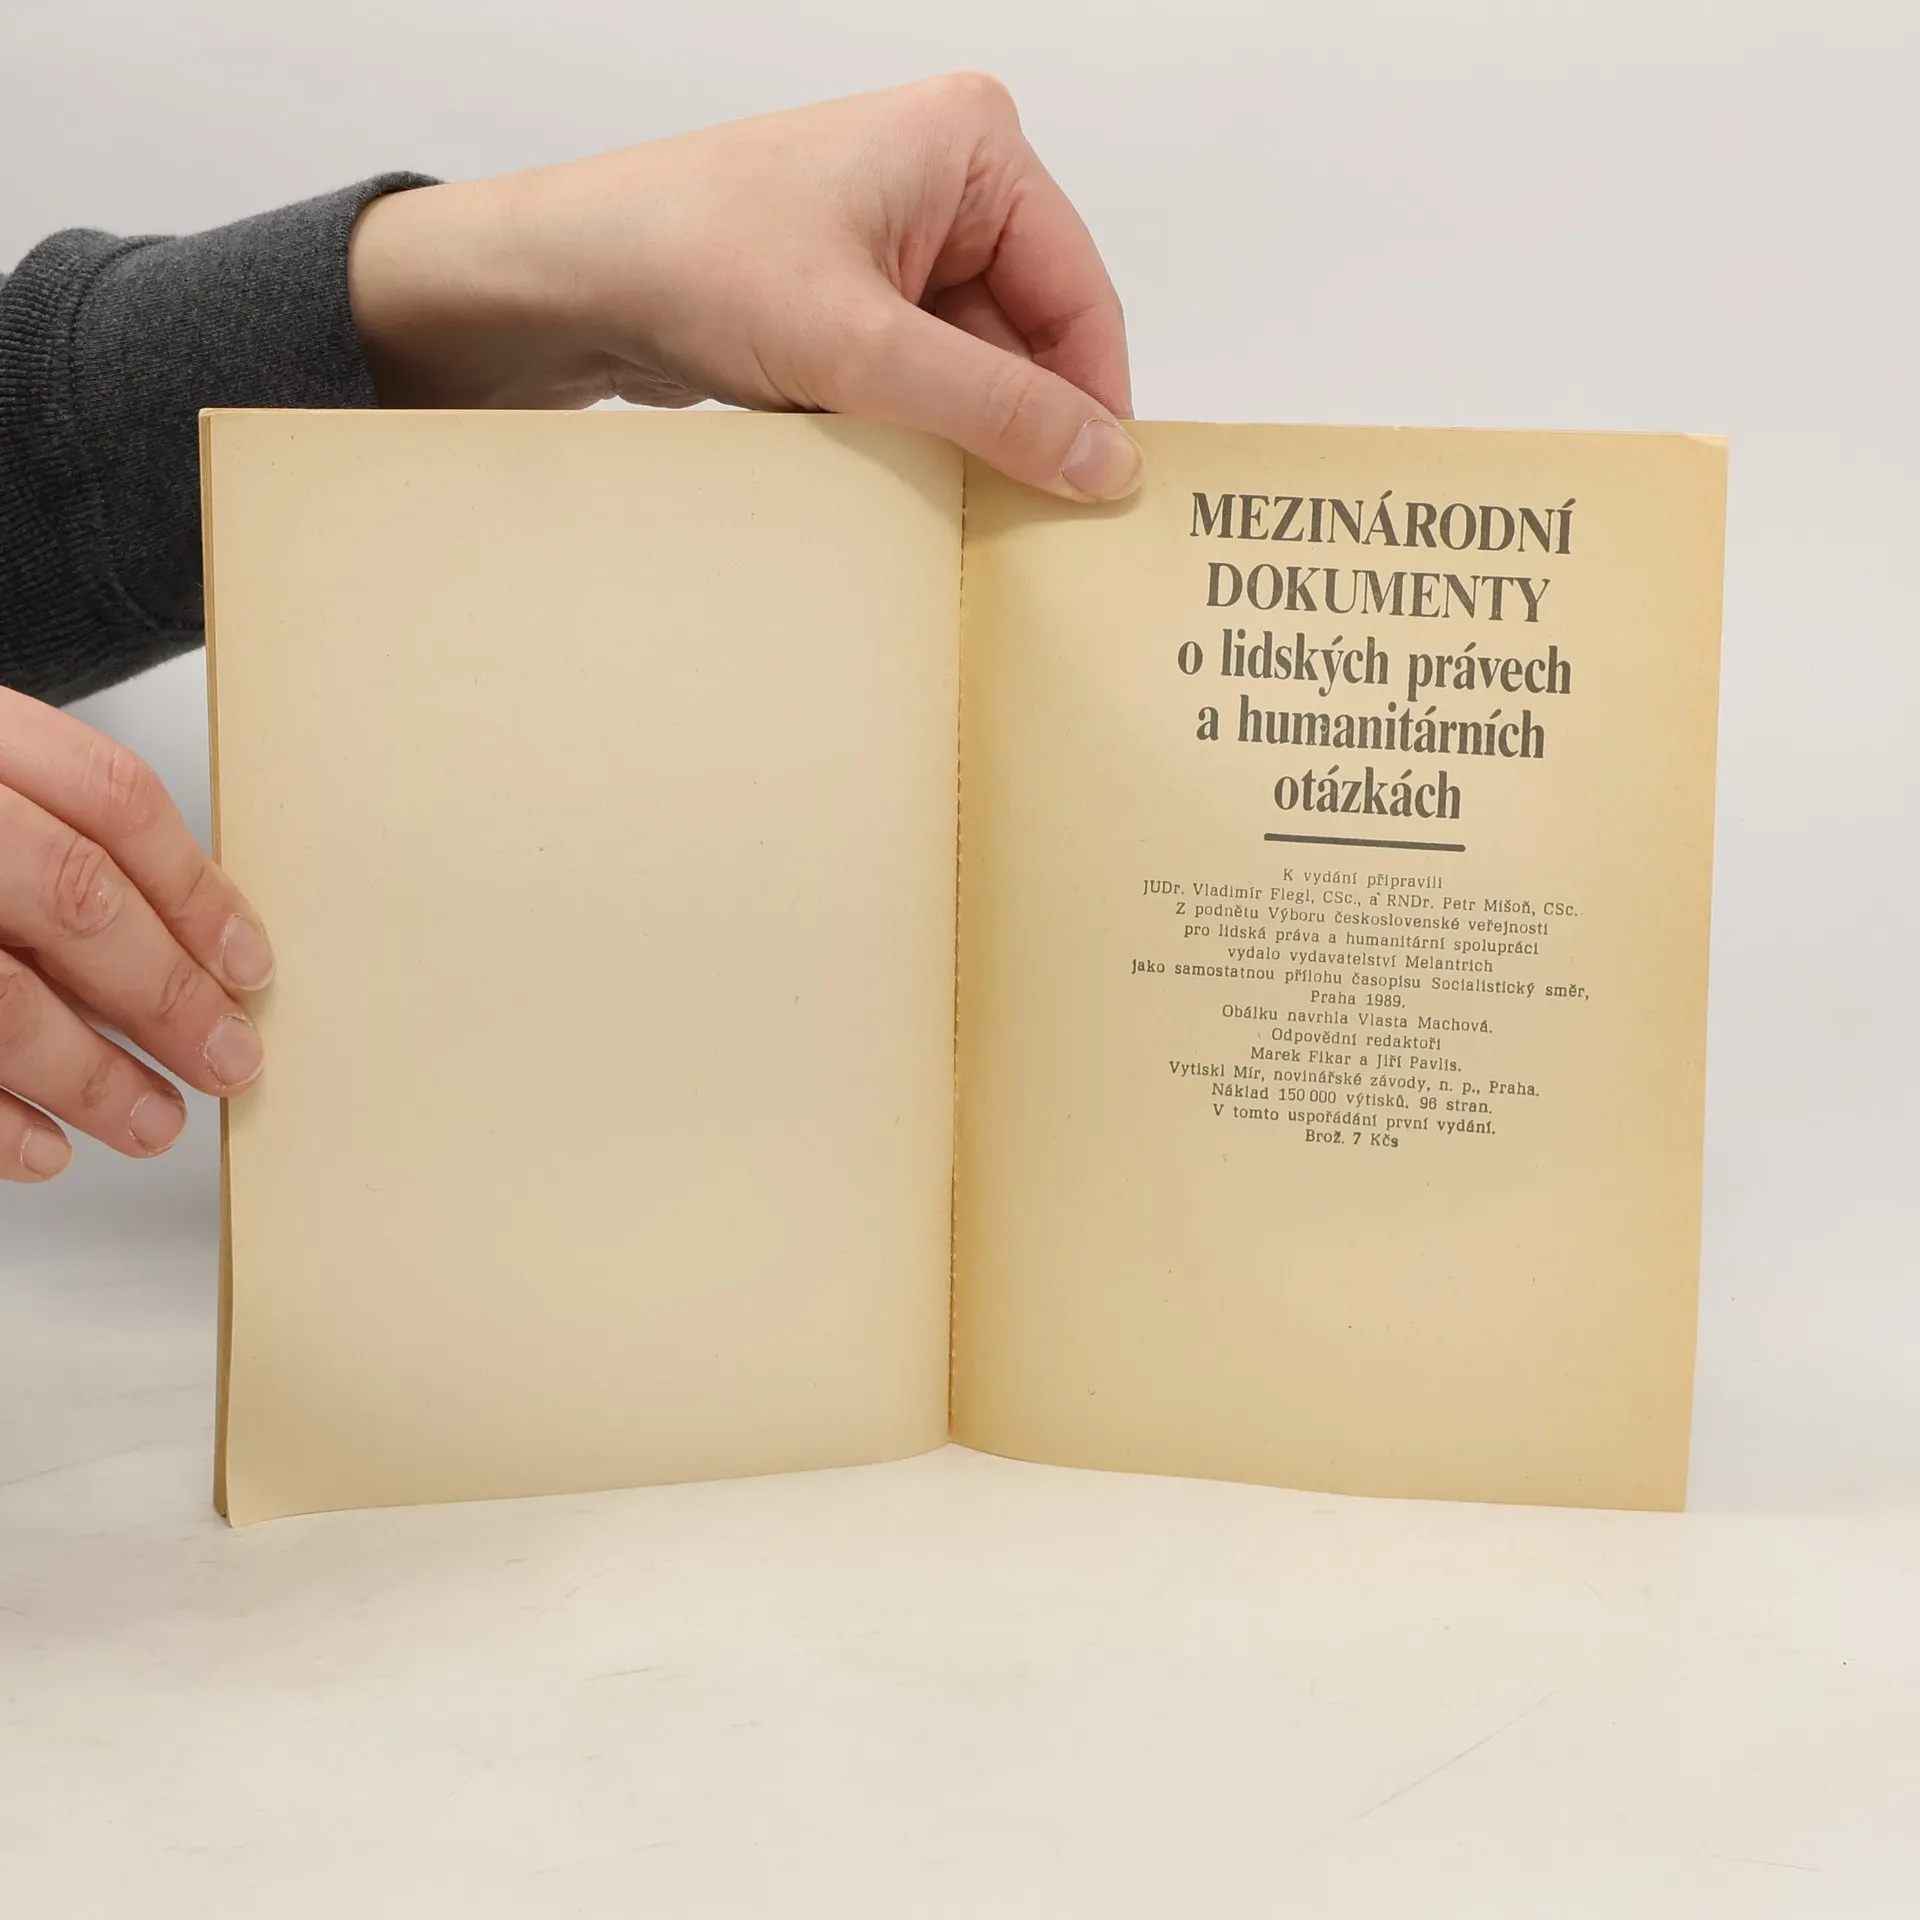 MEZINÁRODNÍ
DOKUMENTY
o lidských právech
a humanitárních
otázkách
K vydání připravili
JUDr. Vladimír Flegl, CSc., a RNDr. Petr Mišoň, CSc.
Z podnětu Výboru československé veřejnosti
pro lidská práva a humanitární spolupráci
vydalo vydavatelství Melantrich
jako samostatnou přílohu časopisu Socialistický směr,
Praha 1989.
Obálku navrhla Vlasta Machová.
Odpovědní redaktoři
Marek Fikar a Jiří Pavlis.
Vytiskl Mír, novinářské závody, n. p., Praha.
Náklad 150 000 výtisků. 96 stran.
V tomto uspořádání první vydání.
Brož. 7 Kčs